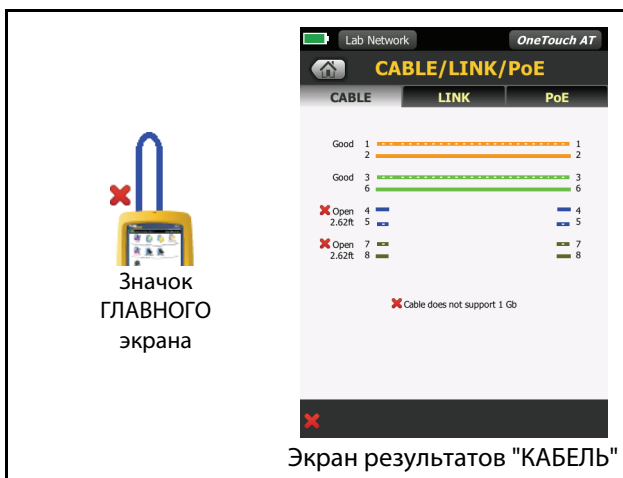 Lab Network OneTouch AT
CABLE/LINK/PoE
CABLE LINK PoE
Good 1 1
2 2
Good 3 3
6 6
Open 4 4
2.62ft 5 5
Open 7 7
2.62ft 8 8
Cable does not support 1 Gb
Значок
ГЛАВНОГО
экрана
Экран результатов "КАБЕЛЬ"